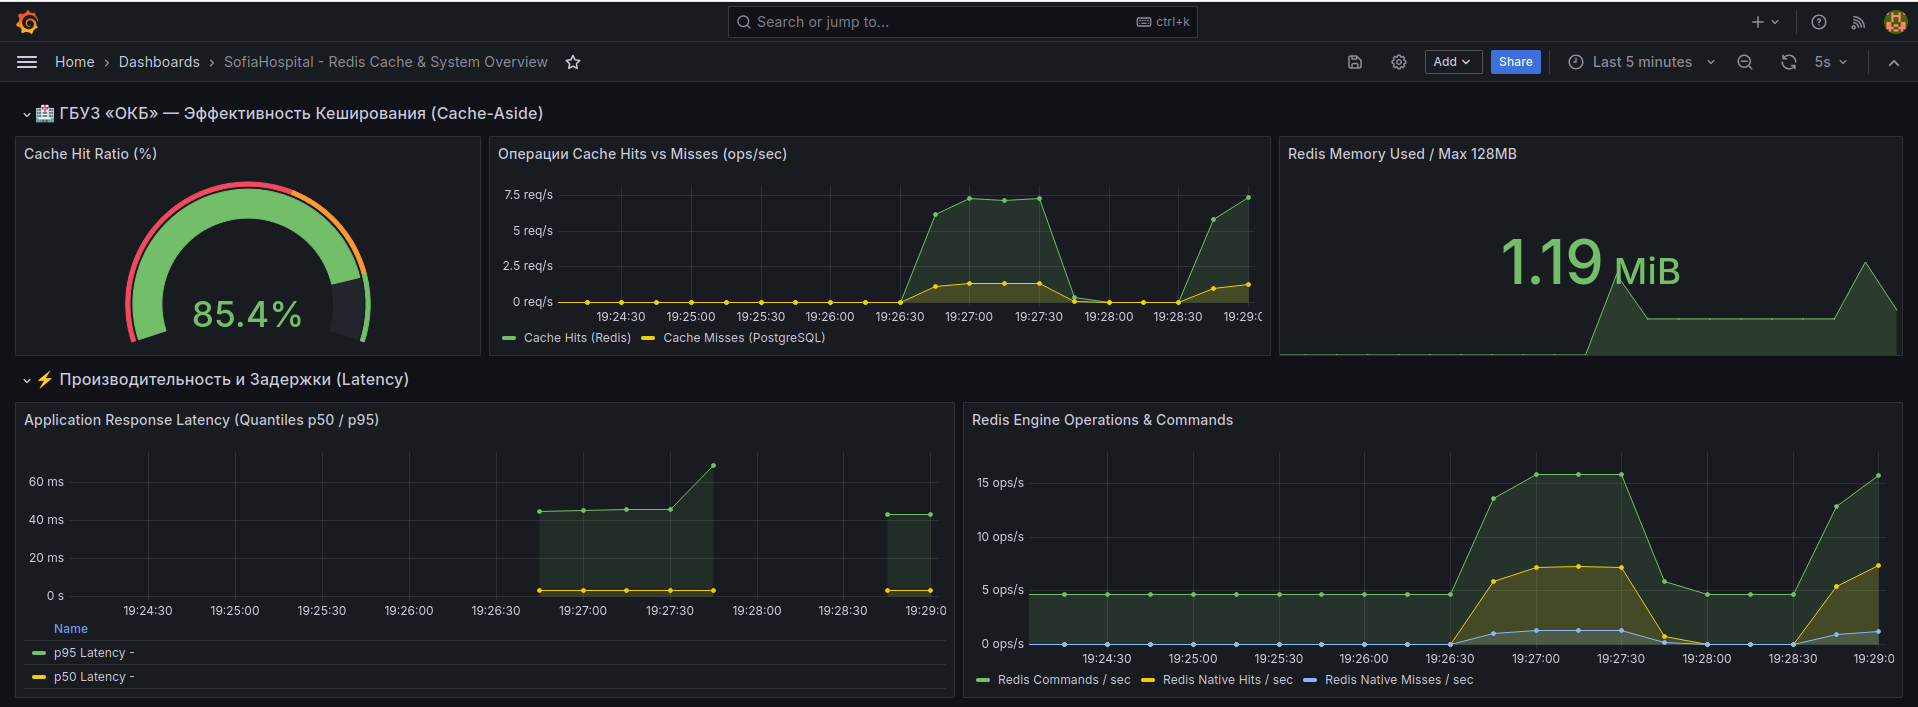 Search or jump to...
ctrl+k
Home › Dashboards › SofiaHospital - Redis Cache & System Overview
Add
Share
Last 5 minutes
5s
ГБУЗ «ОКБ» — Эффективность Кеширования (Cache-Aside)
Cache Hit Ratio (%)
85.4%
Операции Cache Hits vs Misses (ops/sec)
7.5 req/s
5 req/s
2.5 req/s
0 req/s
19:24:30 19:25:00 19:25:30 19:26:00 19:26:30 19:27:00 19:27:30 19:28:00 19:28:30 19:29:0
Cache Hits (Redis) Cache Misses (PostgreSQL)
Redis Memory Used / Max 128MB
1.19 MiB
Производительность и Задержки (Latency)
Application Response Latency (Quantiles p50 / p95)
60 ms
40 ms
20 ms
0 s
19:24:30 19:25:00 19:25:30 19:26:00 19:26:30 19:27:00 19:27:30 19:28:00 19:28:30 19:29:0
Name
p95 Latency -
p50 Latency -
Redis Engine Operations & Commands
15 ops/s
10 ops/s
5 ops/s
0 ops/s
19:24:30 19:25:00 19:25:30 19:26:00 19:26:30 19:27:00 19:27:30 19:28:00 19:28:30 19:29:0
Redis Commands / sec Redis Native Hits / sec Redis Native Misses / sec